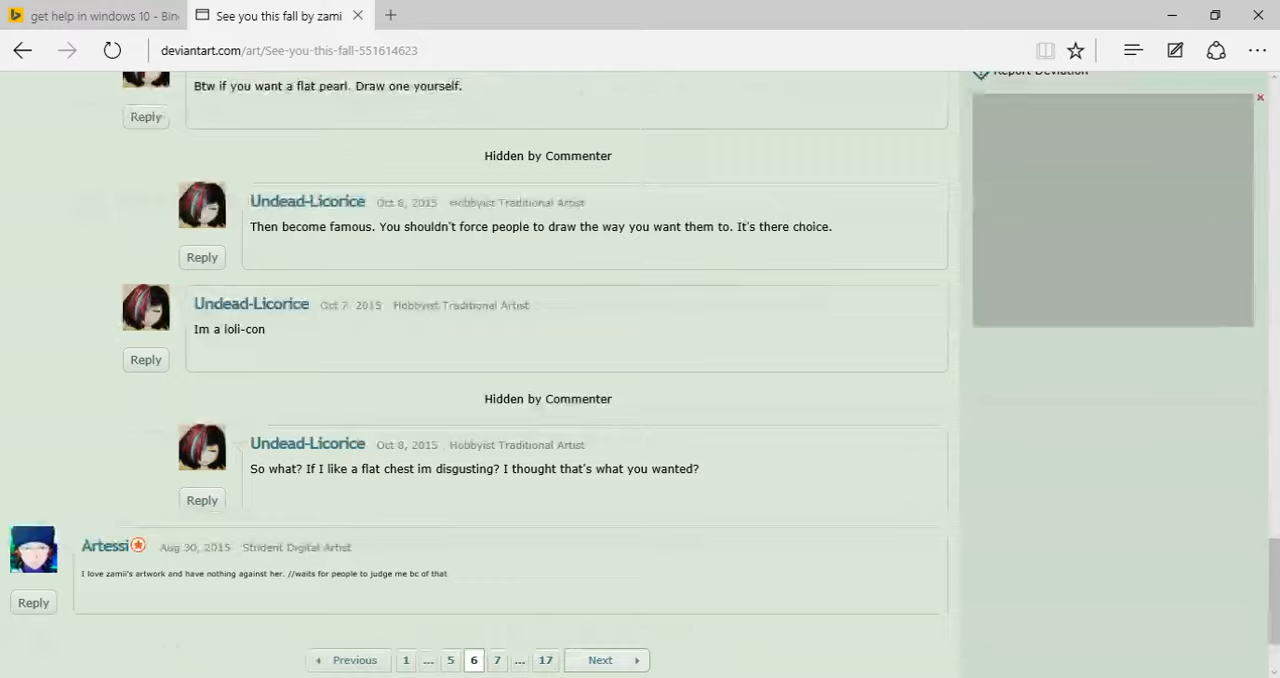 get help in windows 10 - Bin
See you this fall by zami
deviantart.com/art/See-you-this-fall-551614623
Report Deviation
Btw if you want a flat pearl. Draw one yourself.
Reply
Hidden by Commenter
Undead-Licorice Oct 8, 2015 Hobbyist Traditional Artist
Then become famous. You shouldn't force people to draw the way you want them to. It's there choice.
Reply
Undead-Licorice Oct 7, 2015 Hobbyist Traditional Artist
Im a loli-con
Reply
Hidden by Commenter
Undead-Licorice Oct 8, 2015 Hobbyist Traditional Artist
So what? If I like a flat chest im disgusting? I thought that's what you wanted?
Reply
Artessi Aug 30, 2015 Student Digital Artist
I love zamii's artwork and have nothing against her. //waits for people to judge me bc of that
Reply
Previous 1 ... 5 6 7 ... 17 Next